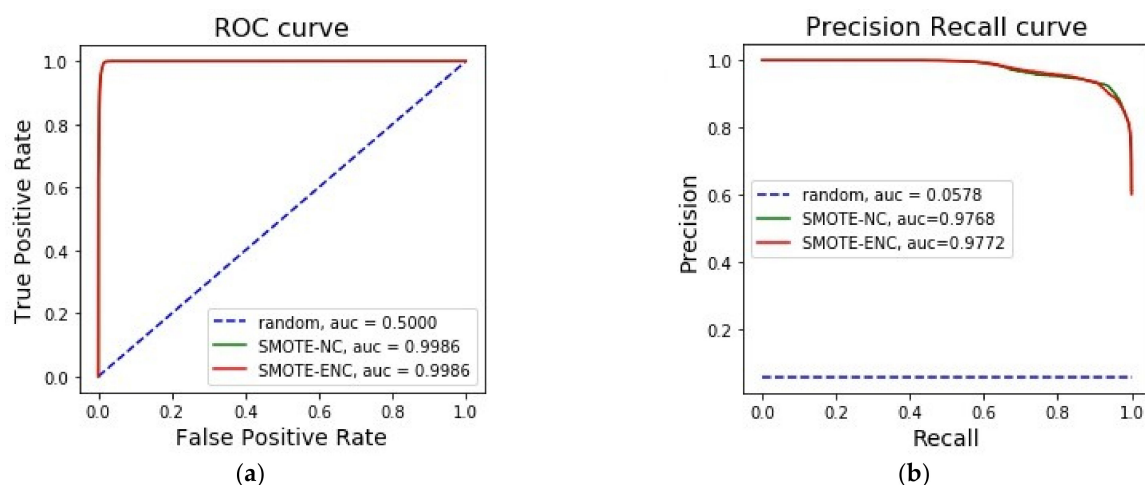 ROC curve
1.0
0.8
0.6
0.4
0.2
0.0
True Positive Rate
random, auc = 0.5000
SMOTE-NC, auc = 0.9986
SMOTE-ENC, auc = 0.9986
0.0 0.2 0.4 0.6 0.8 1.0
False Positive Rate
(a)
Precision Recall curve
1.0
0.8
0.6
0.4
0.2
Precision
random, auc = 0.0578
SMOTE-NC, auc=0.9768
SMOTE-ENC, auc=0.9772
0.0 0.2 0.4 0.6 0.8 1.0
Recall
(b)